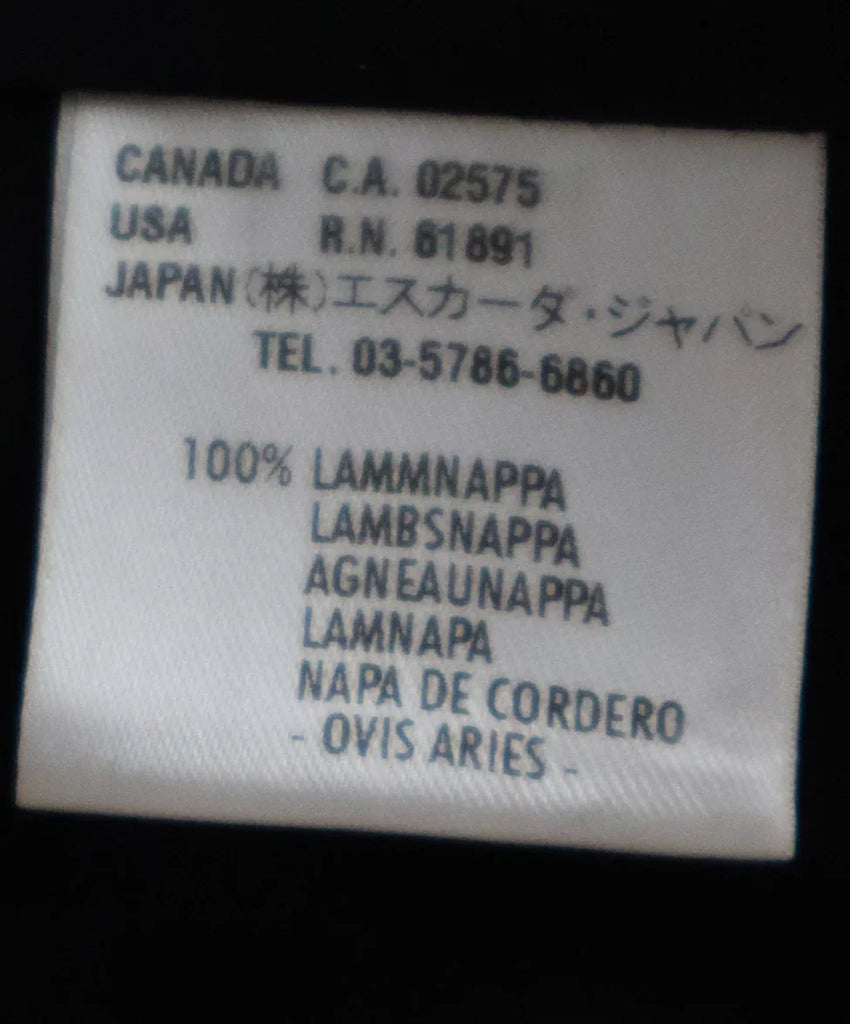 CANADA C.A. 02575
USA R.N. 81891
JAPAN (株)エスカーダ・ジャパン
TEL. 03-5786-6860
100% LAMMNAPPA
LAMBSNAPPA
AGNEAUNAPPA
LAMNAPA
NAPA DE CORDERO
- OVIS ARIES -